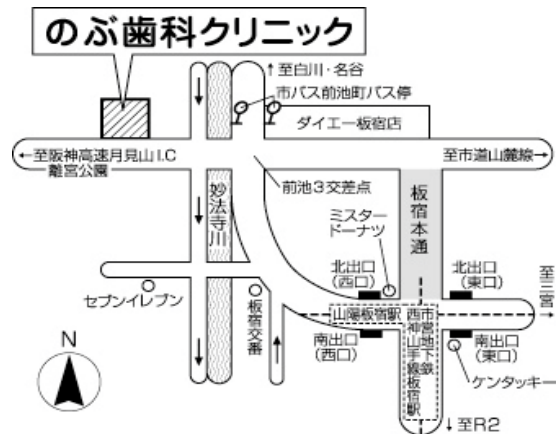 のぶ歯科クリニック
↑至白川・名谷
市バス前池町バス停
ダイエー板宿店
←至阪神高速月見山I.C
離宮公園
至市道山麓線→
前池3交差点
妙法寺川
ミスター
ドーナツ
板宿本通
北出口
(西口)
北出口
(東口)
至三宮→
セブンイレブン
板宿交番
山陽板宿駅
市営地下鉄
西神山手線板宿駅
南出口
(西口)
南出口
(東口)
ケンタッキー
↓至R2
N